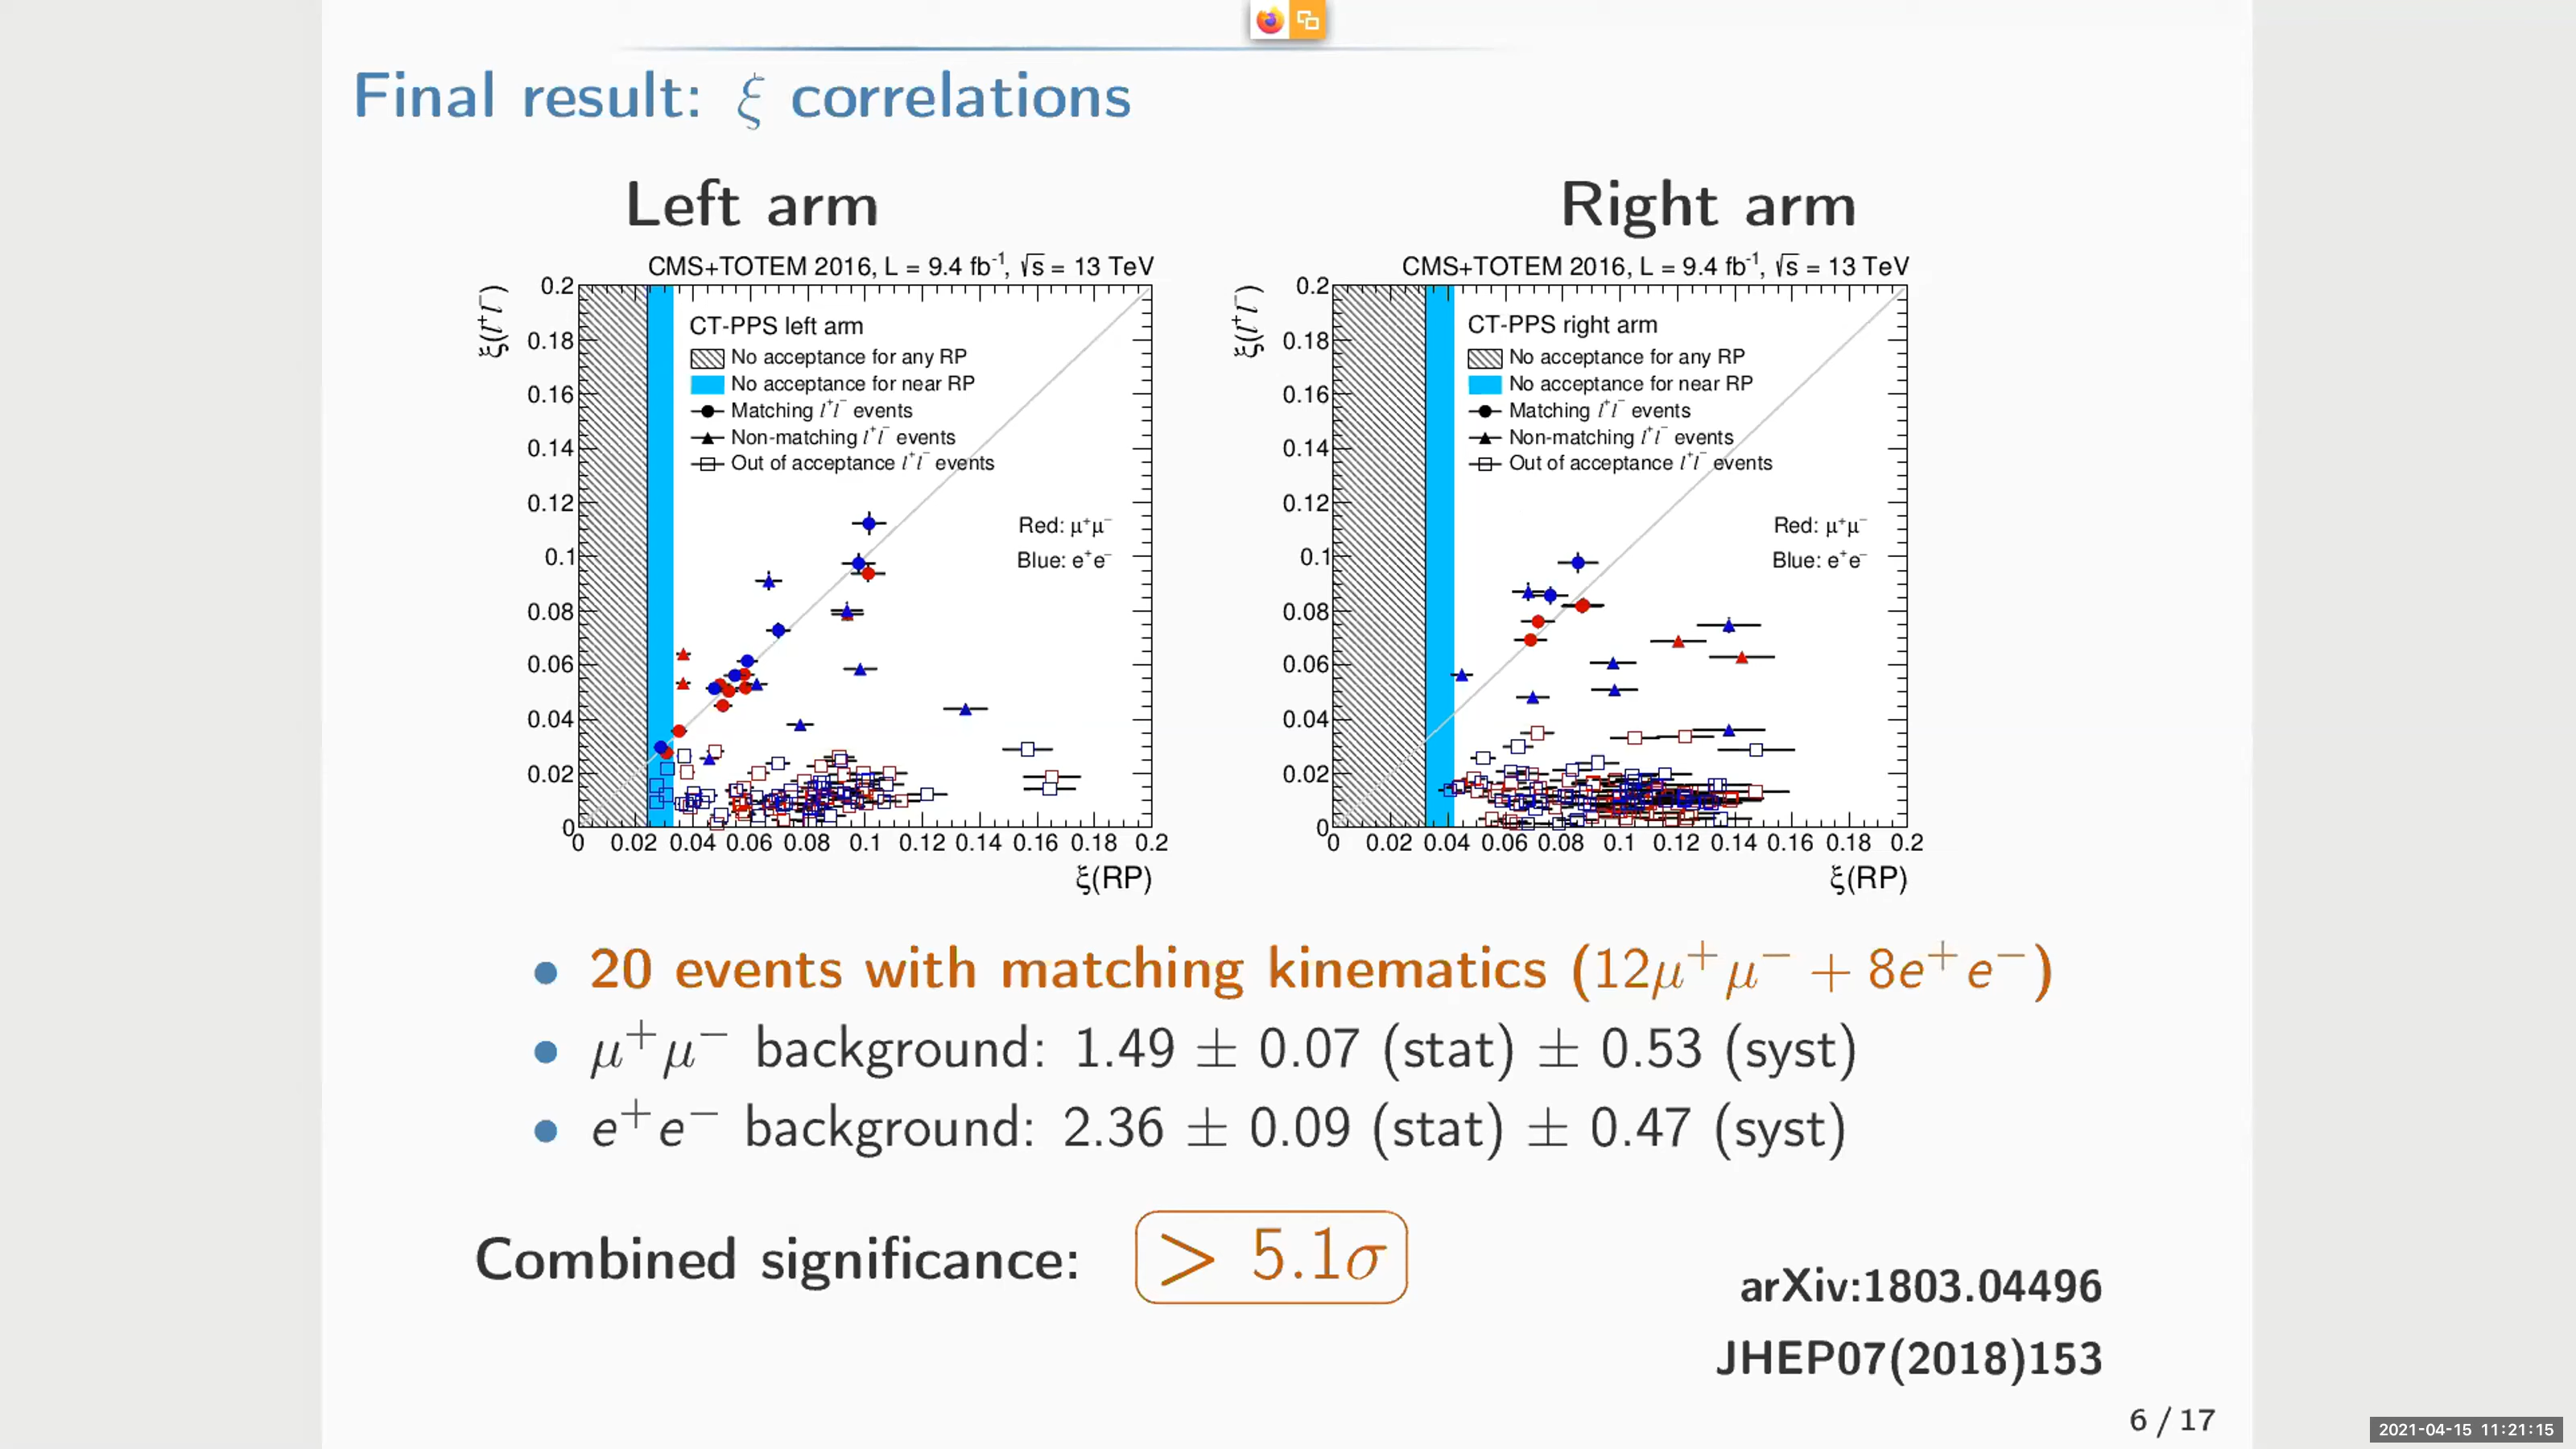 Final result: ξ correlations
Left arm
CMS+TOTEM 2016, L = 9.4 fb⁻¹, √s = 13 TeV
ξ(l⁺l⁻)
CT-PPS left arm
No acceptance for any RP
No acceptance for near RP
Matching l⁺l⁻ events
Non-matching l⁺l⁻ events
Out of acceptance l⁺l⁻ events
Red: μ⁺μ⁻
Blue: e⁺e⁻
0.2
0.18
0.16
0.14
0.12
0.1
0.08
0.06
0.04
0.02
0
0 0.02 0.04 0.06 0.08 0.1 0.12 0.14 0.16 0.18 0.2
ξ(RP)
Right arm
CMS+TOTEM 2016, L = 9.4 fb⁻¹, √s = 13 TeV
ξ(l⁺l⁻)
CT-PPS right arm
No acceptance for any RP
No acceptance for near RP
Matching l⁺l⁻ events
Non-matching l⁺l⁻ events
Out of acceptance l⁺l⁻ events
Red: μ⁺μ⁻
Blue: e⁺e⁻
0.2
0.18
0.16
0.14
0.12
0.1
0.08
0.06
0.04
0.02
0
0 0.02 0.04 0.06 0.08 0.1 0.12 0.14 0.16 0.18 0.2
ξ(RP)
• 20 events with matching kinematics (12μ⁺μ⁻ + 8e⁺e⁻)
• μ⁺μ⁻ background: 1.49 ± 0.07 (stat) ± 0.53 (syst)
• e⁺e⁻ background: 2.36 ± 0.09 (stat) ± 0.47 (syst)
Combined significance: > 5.1σ
arXiv:1803.04496
JHEP07(2018)153
6 / 17
2021-04-15 11:21:15